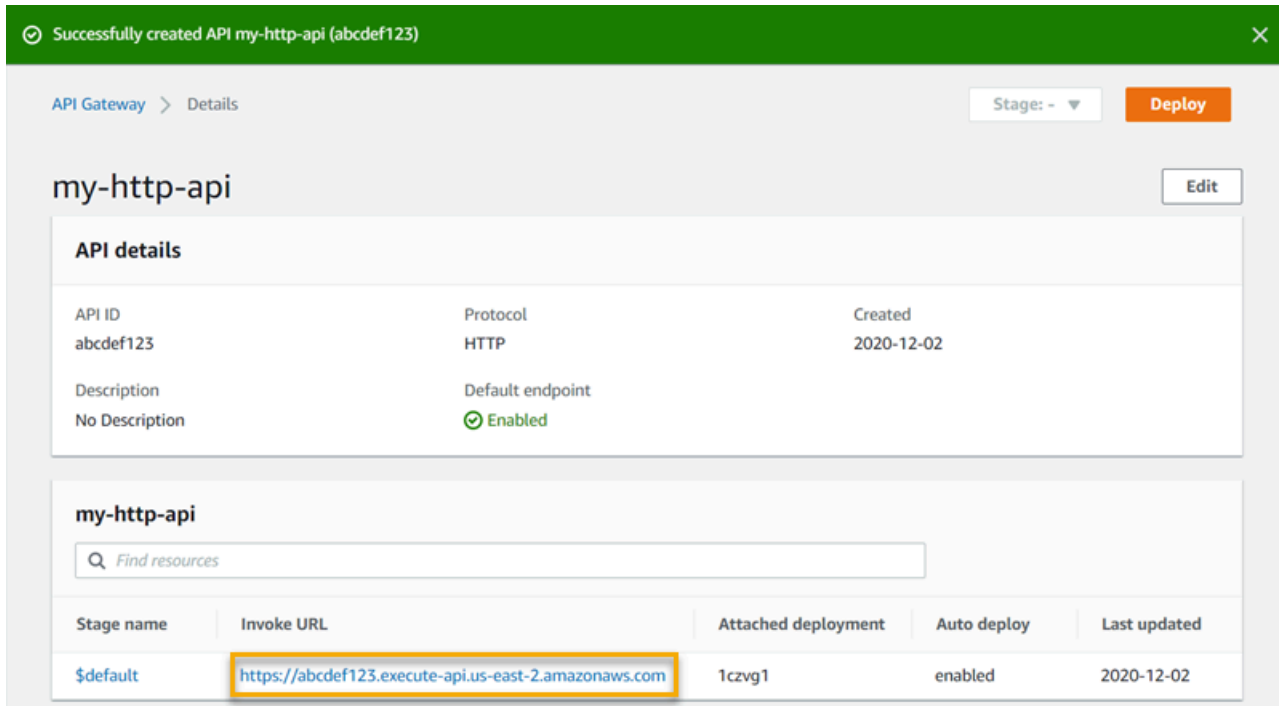 Successfully created API my-http-api (abcdef123)
API Gateway > Details
Stage: -
Deploy
my-http-api
Edit
API details
API ID Protocol Created
abcdef123 HTTP 2020-12-02
Description Default endpoint
No Description Enabled
my-http-api
Find resources
Stage name Invoke URL Attached deployment Auto deploy Last updated
$default https://abcdef123.execute-api.us-east-2.amazonaws.com 1czvg1 enabled 2020-12-02